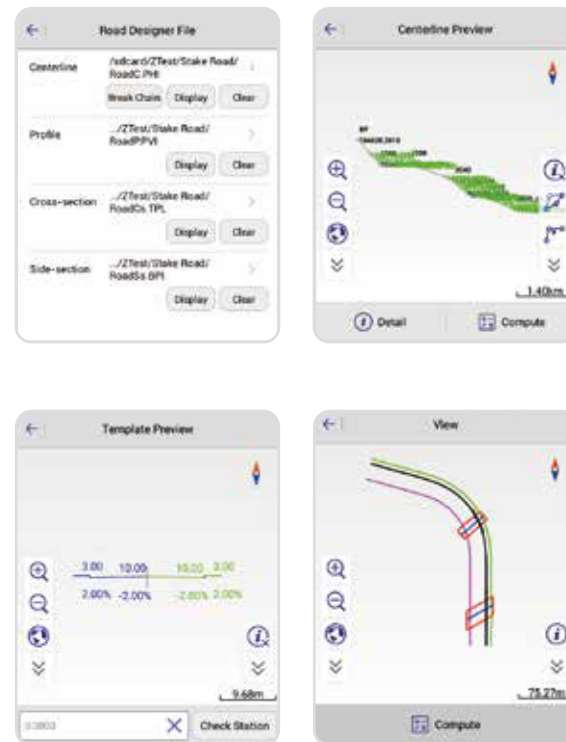 Road Designer File
Centerline
/sdcard/ZTest/Stake Road/
RoadC.PHI
Break Chain Display Clear
Profile
.../ZTest/Stake Road/
RoadP.PVI
Display Clear
Cross-section
.../ZTest/Stake Road/
RoadCs.TPL
Display Clear
Side-section
.../ZTest/Stake Road/
RoadSs.BPI
Display Clear
Centerline Preview
BP
1.40km
Detail Compute
Template Preview
3.00 10.00 10.00 3.00
2.00% -2.00% -2.00% 2.00%
9.68m
Check Station
View
75.27m
Compute